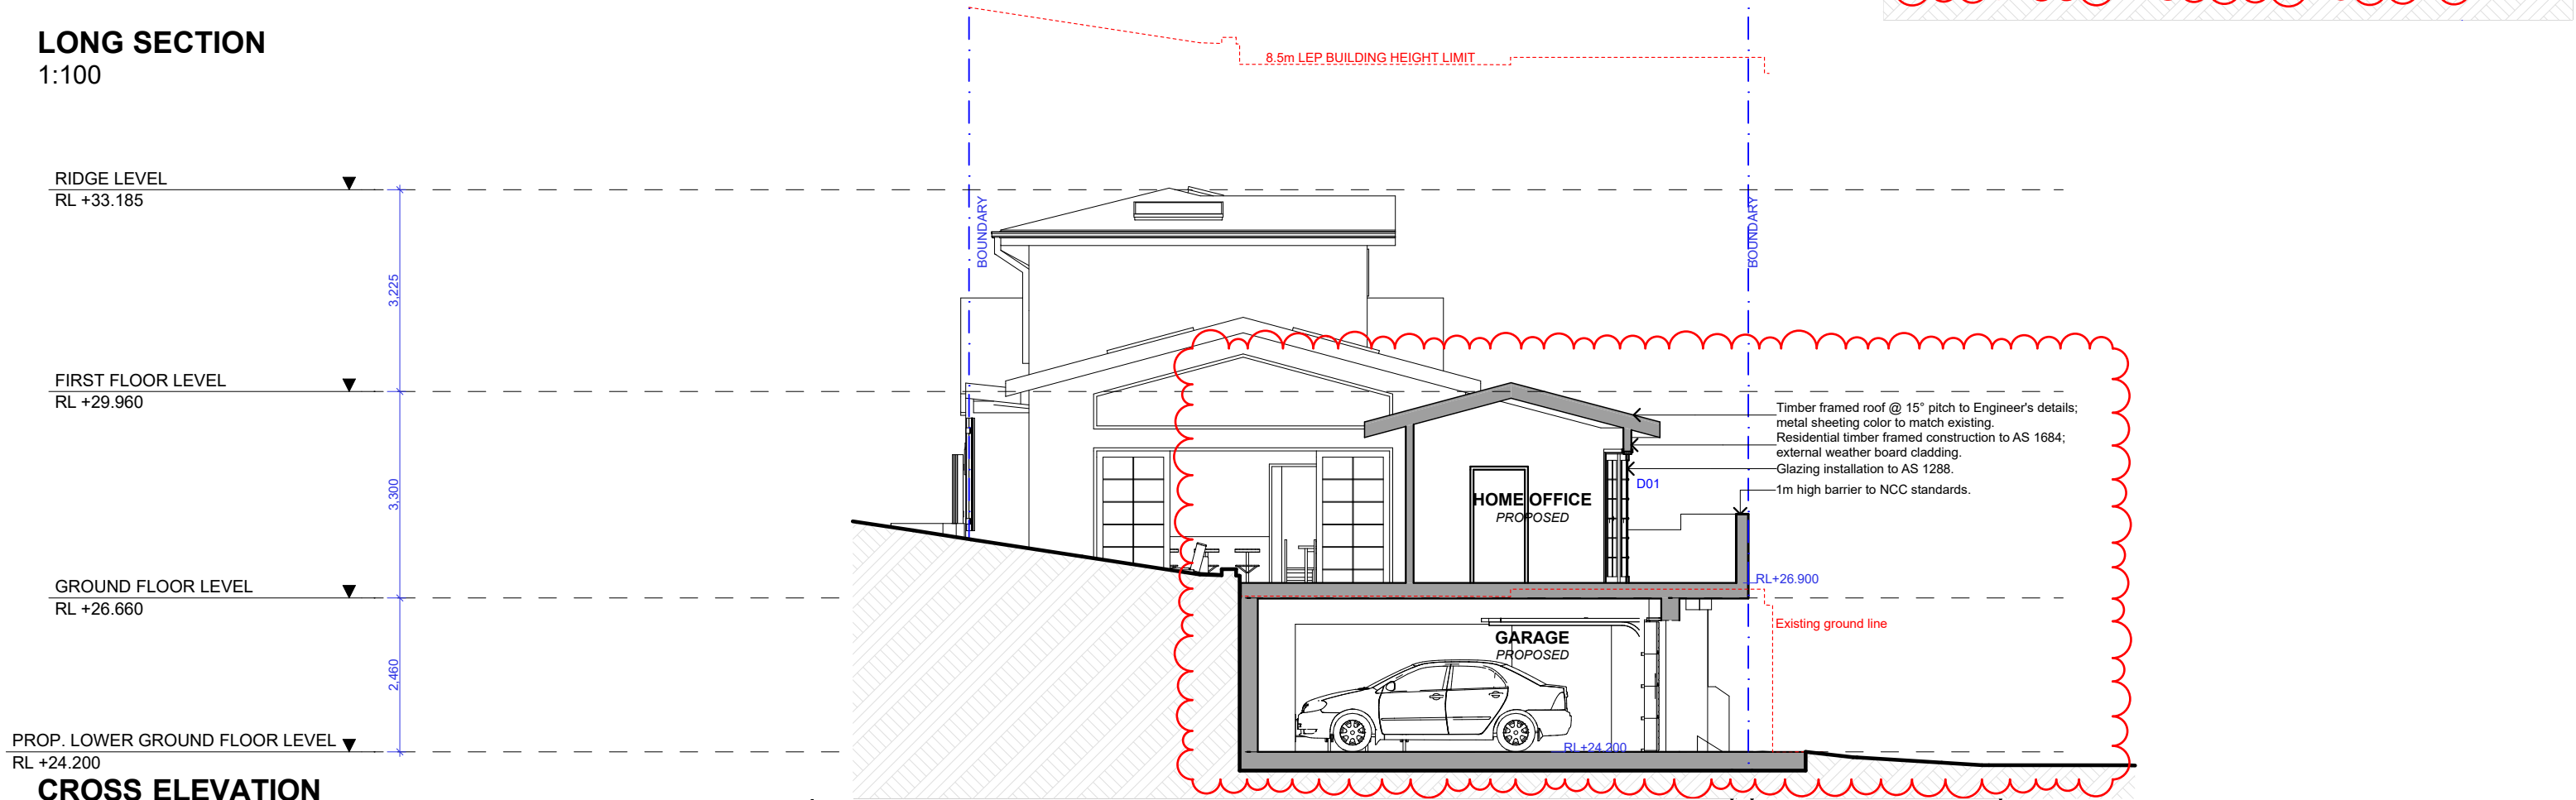 LONG SECTION
1:100
8.5m LEP BUILDING HEIGHT LIMIT
RIDGE LEVEL
RL +33.185
BOUNDARY
BOUNDARY
3,225
FIRST FLOOR LEVEL
RL +29.960
Timber framed roof @ 15° pitch to Engineer's details;
metal sheeting color to match existing.
Residential timber framed construction to AS 1684;
external weather board cladding.
Glazing installation to AS 1288.
D01
1m high barrier to NCC standards.
3,300
HOME OFFICE
PROPOSED
GROUND FLOOR LEVEL
RL +26.660
RL+26.900
Existing ground line
GARAGE
PROPOSED
2,460
PROP. LOWER GROUND FLOOR LEVEL
RL +24.200
RL+24.200
CROSS ELEVATION